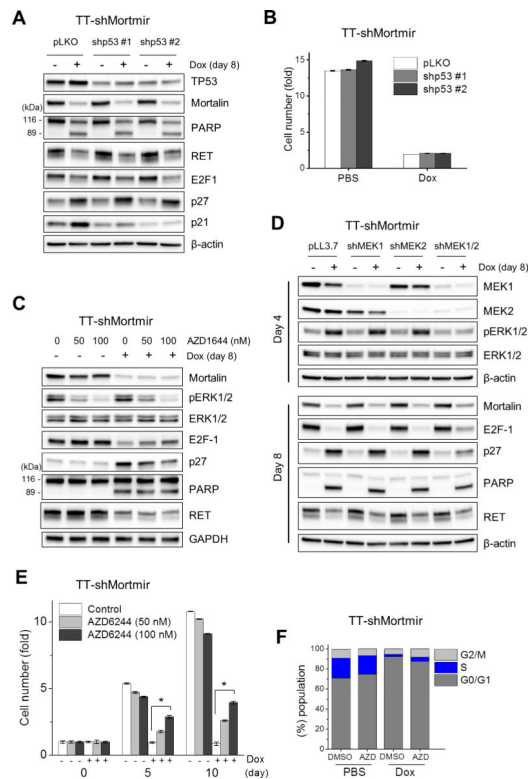 A
TT-shMortmir
pLKO shp53 #1 shp53 #2
- + - + - + Dox (day 8)
TP53
(kDa) Mortalin
116 -
89 - PARP
RET
E2F1
p27
p21
β-actin
B
TT-shMortmir
pLKO
shp53 #1
shp53 #2
Cell number (fold)
15
10
5
0
PBS Dox
C
TT-shMortmir
AZD1644 (nM)
0 50 100 0 50 100
- - - + + + Dox (day 8)
Mortalin
pERK1/2
ERK1/2
E2F-1
(kDa) p27
116 -
89 - PARP
RET
GAPDH
D
TT-shMortmir
pLL3.7 shMEK1 shMEK2 shMEK1/2
- + - + - + - + Dox (day 8)
Day 4
MEK1
MEK2
pERK1/2
ERK1/2
β-actin
Day 8
Mortalin
E2F-1
p27
PARP
RET
β-actin
E
TT-shMortmir
Control
AZD6244 (50 nM)
AZD6244 (100 nM)
Cell number (fold)
10
5
0
* *
- - - + + + - - - + + + - - - + + + Dox
0 5 10 (day)
F
TT-shMortmir
G2/M
S
G0/G1
(%) population
100
80
60
40
20
0
DMSO AZD DMSO AZD
PBS Dox